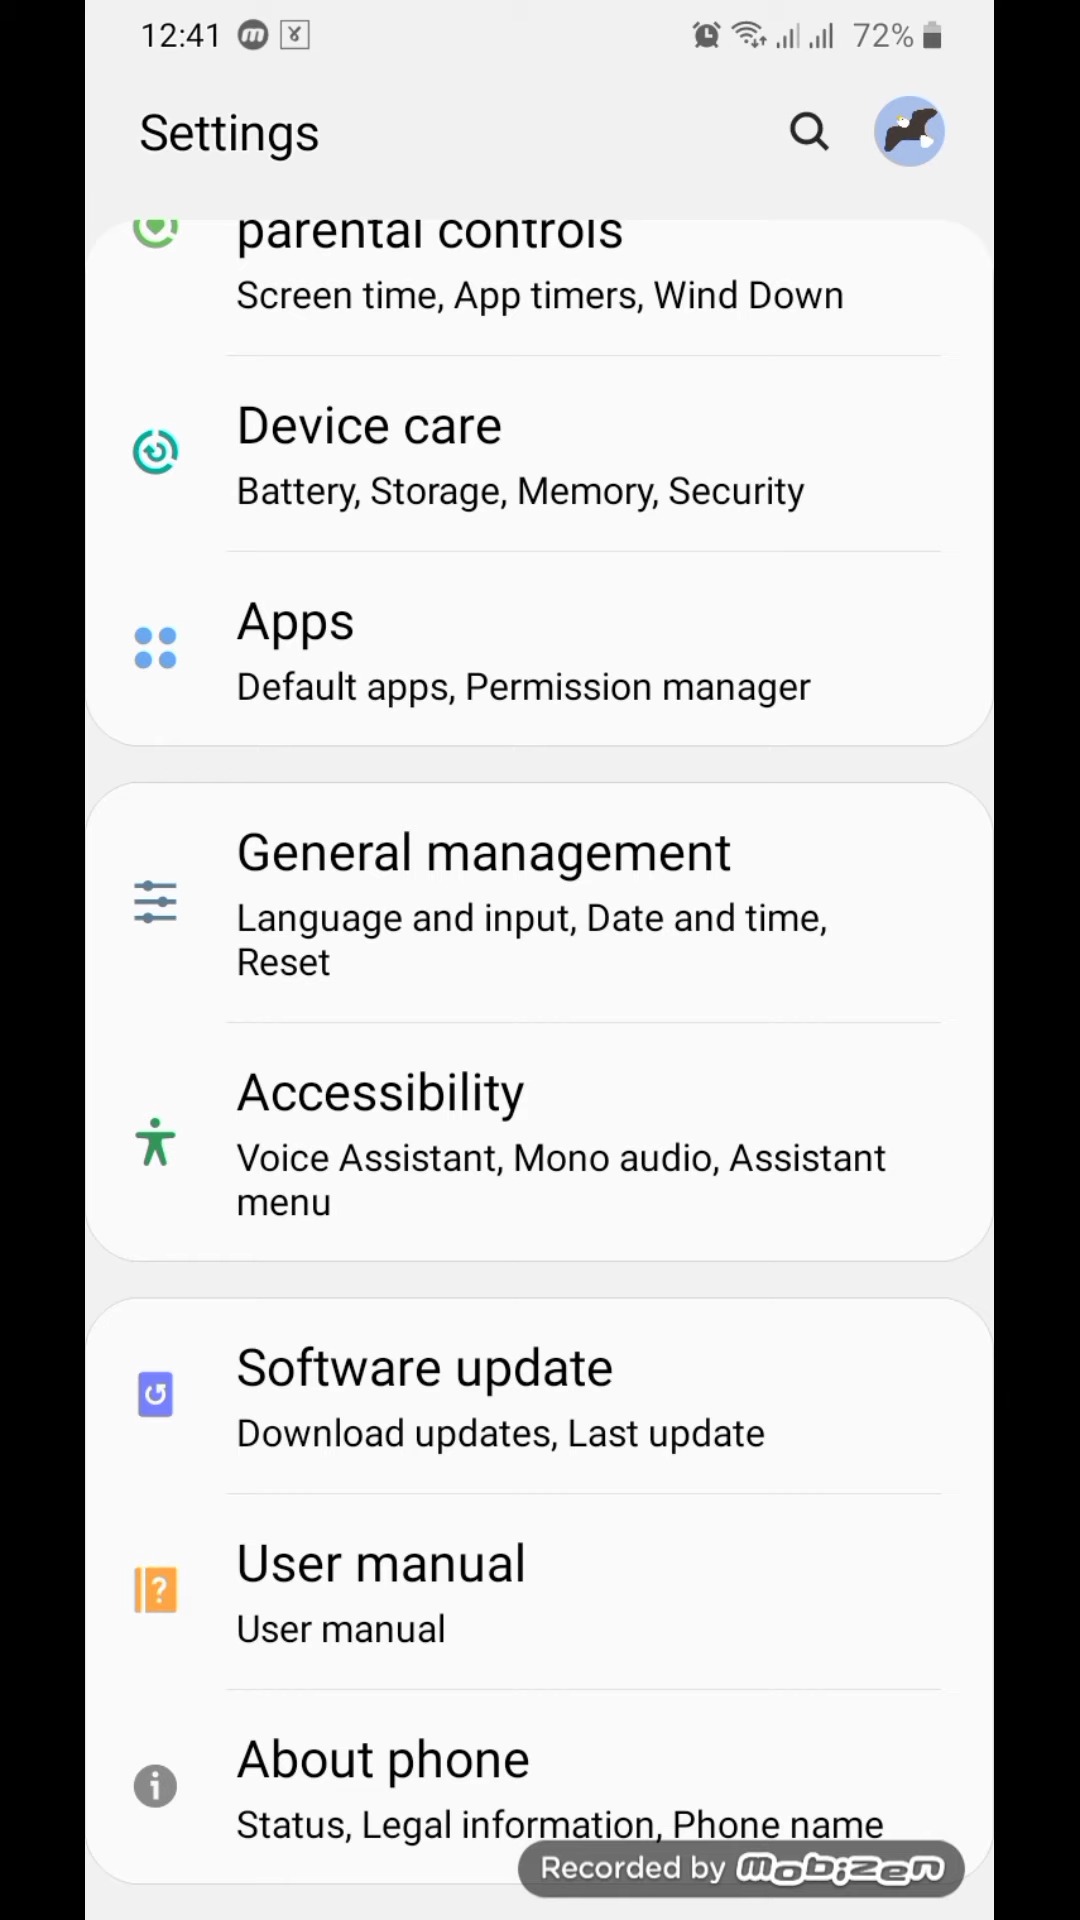 12:41
72%
Settings
parental controls
Screen time, App timers, Wind Down
Device care
Battery, Storage, Memory, Security
Apps
Default apps, Permission manager
General management
Language and input, Date and time,
Reset
Accessibility
Voice Assistant, Mono audio, Assistant
menu
Software update
Download updates, Last update
User manual
User manual
About phone
Status, Legal information, Phone name
Recorded by mobizen